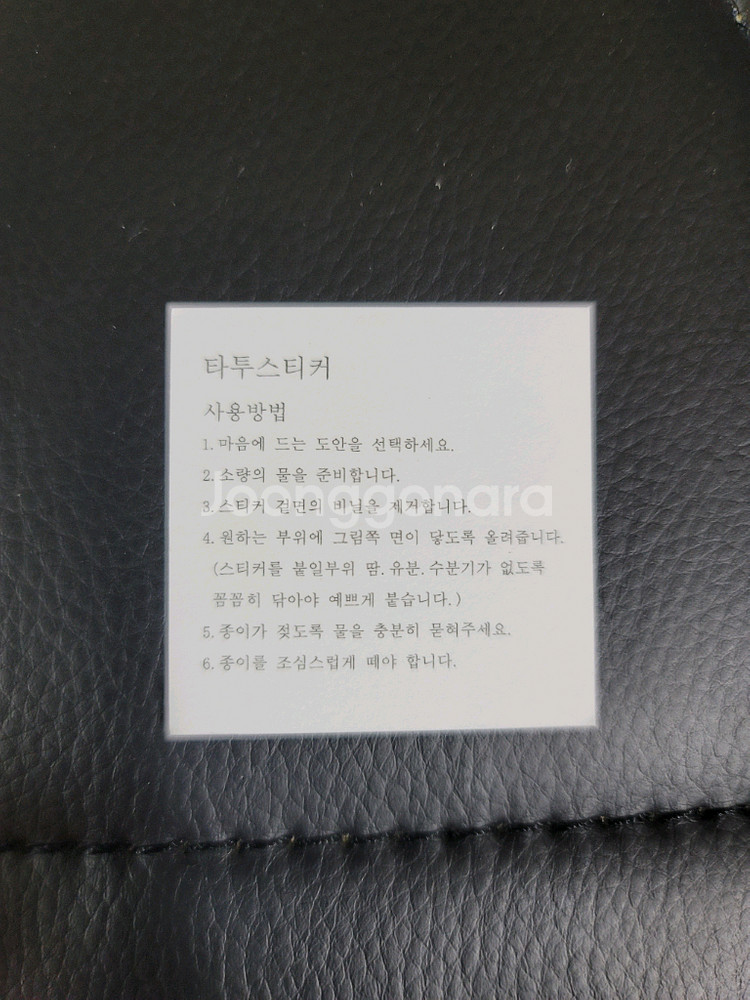 타투스티커
사용방법
1. 마음에 드는 도안을 선택하세요.
2. 소량의 물을 준비합니다.
3. 스티커 겉면의 비닐을 제거합니다.
Joonggonara
4. 원하는 부위에 그림쪽 면이 닿도록 올려줍니다.
(스티커를 붙일부위 땀. 유분. 수분기가 없도록
꼼꼼히 닦아야 예쁘게 붙습니다.)
5. 종이가 젖도록 물을 충분히 묻혀주세요.
6. 종이를 조심스럽게 떼야 합니다.